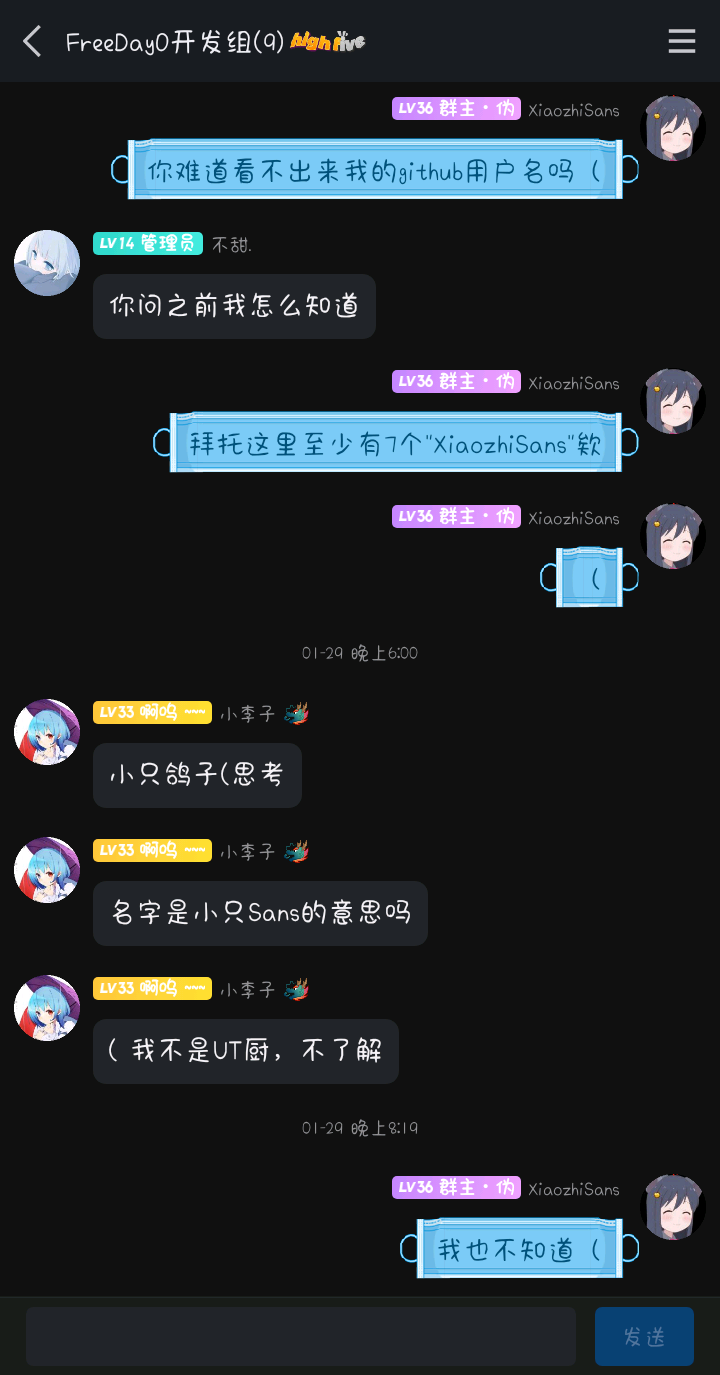 FreeDayO开发组(9) high five
LV36 群主·伪 XiaozhiSans
你难道看不出来我的github用户名吗（
LV14 管理员 不甜.
你问之前我怎么知道
LV36 群主·伪 XiaozhiSans
拜托这里至少有7个"XiaozhiSans"欸
LV36 群主·伪 XiaozhiSans
（
01-29 晚上6:00
LV33 啊呜 ~~~ 小李子
小只鸽子(思考
LV33 啊呜 ~~~ 小李子
名字是小只Sans的意思吗
LV33 啊呜 ~~~ 小李子
（ 我不是UT厨，不了解
01-29 晚上8:19
LV36 群主·伪 XiaozhiSans
我也不知道（
发送